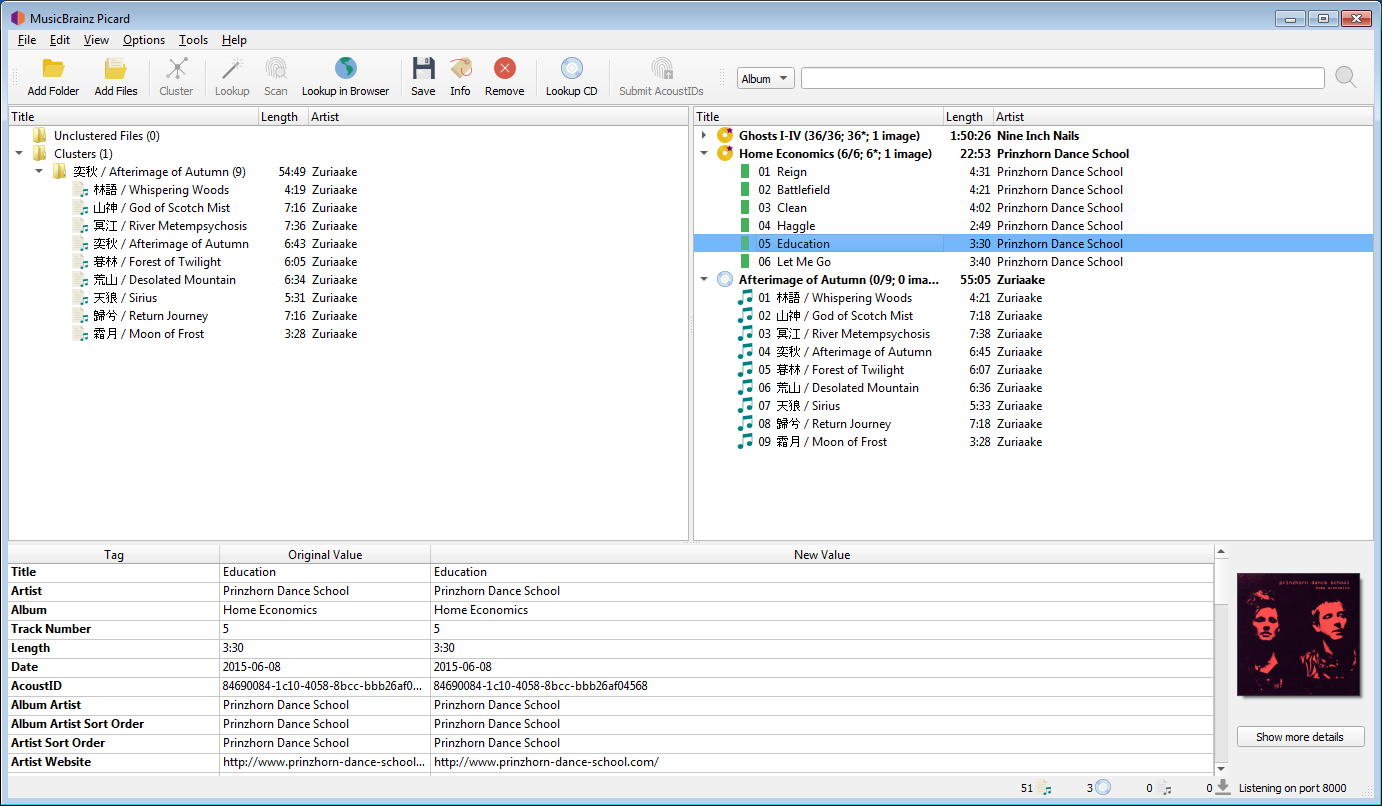 MusicBrainz Picard
File Edit View Options Tools Help
Add Folder Add Files Cluster Lookup Scan Lookup in Browser Save Info Remove Lookup CD Submit AcoustIDs Album
Title Length Artist
Unclustered Files (0)
Clusters (1)
奕秋 / Afterimage of Autumn (9) 54:49 Zuriaake
林語 / Whispering Woods 4:19 Zuriaake
山神 / God of Scotch Mist 7:16 Zuriaake
冥江 / River Metempsychosis 7:36 Zuriaake
奕秋 / Afterimage of Autumn 6:43 Zuriaake
暮林 / Forest of Twilight 6:05 Zuriaake
荒山 / Desolated Mountain 6:34 Zuriaake
天狼 / Sirius 5:31 Zuriaake
歸兮 / Return Journey 7:16 Zuriaake
霜月 / Moon of Frost 3:28 Zuriaake
Title Length Artist
Ghosts I-IV (36/36; 36*; 1 image) 1:50:26 Nine Inch Nails
Home Economics (6/6; 6*; 1 image) 22:53 Prinzhorn Dance School
01 Reign 4:31 Prinzhorn Dance School
02 Battlefield 4:21 Prinzhorn Dance School
03 Clean 4:02 Prinzhorn Dance School
04 Haggle 2:49 Prinzhorn Dance School
05 Education 3:30 Prinzhorn Dance School
06 Let Me Go 3:40 Prinzhorn Dance School
Afterimage of Autumn (0/9; 0 ima... 55:05 Zuriaake
01 林語 / Whispering Woods 4:21 Zuriaake
02 山神 / God of Scotch Mist 7:18 Zuriaake
03 冥江 / River Metempsychosis 7:38 Zuriaake
04 奕秋 / Afterimage of Autumn 6:45 Zuriaake
05 暮林 / Forest of Twilight 6:07 Zuriaake
06 荒山 / Desolated Mountain 6:36 Zuriaake
07 天狼 / Sirius 5:33 Zuriaake
08 歸兮 / Return Journey 7:18 Zuriaake
09 霜月 / Moon of Frost 3:28 Zuriaake
Tag Original Value New Value
Title Education Education
Artist Prinzhorn Dance School Prinzhorn Dance School
Album Home Economics Home Economics
Track Number 5 5
Length 3:30 3:30
Date 2015-06-08 2015-06-08
AcoustID 84690084-1c10-4058-8bcc-bbb26af0... 84690084-1c10-4058-8bcc-bbb26af04568
Album Artist Prinzhorn Dance School Prinzhorn Dance School
Album Artist Sort Order Prinzhorn Dance School Prinzhorn Dance School
Artist Sort Order Prinzhorn Dance School Prinzhorn Dance School
Artist Website http://www.prinzhorn-dance-school... http://www.prinzhorn-dance-school.com/
prinzhorn dance school
home economics
Show more details
51 3 0 0 Listening on port 8000